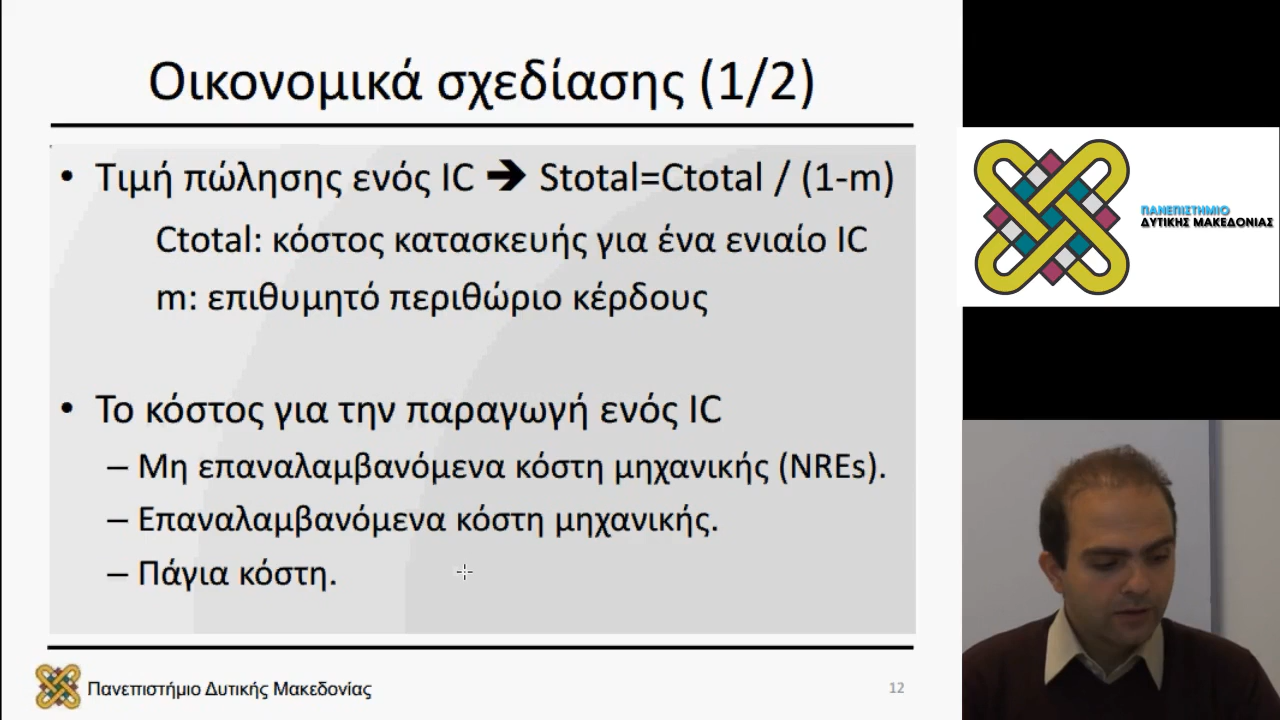 Οικονομικά σχεδίασης (1/2)
• Τιμή πώλησης ενός IC ➔ Stotal=Ctotal / (1-m)
Ctotal: κόστος κατασκευής για ένα ενιαίο IC
m: επιθυμητό περιθώριο κέρδους
• Το κόστος για την παραγωγή ενός IC
– Μη επαναλαμβανόμενα κόστη μηχανικής (NREs).
– Επαναλαμβανόμενα κόστη μηχανικής.
– Πάγια κόστη.
Πανεπιστήμιο Δυτικής Μακεδονίας
12
ΠΑΝΕΠΙΣΤΗΜΙΟ
ΔΥΤΙΚΗΣ ΜΑΚΕΔΟΝΙΑΣ